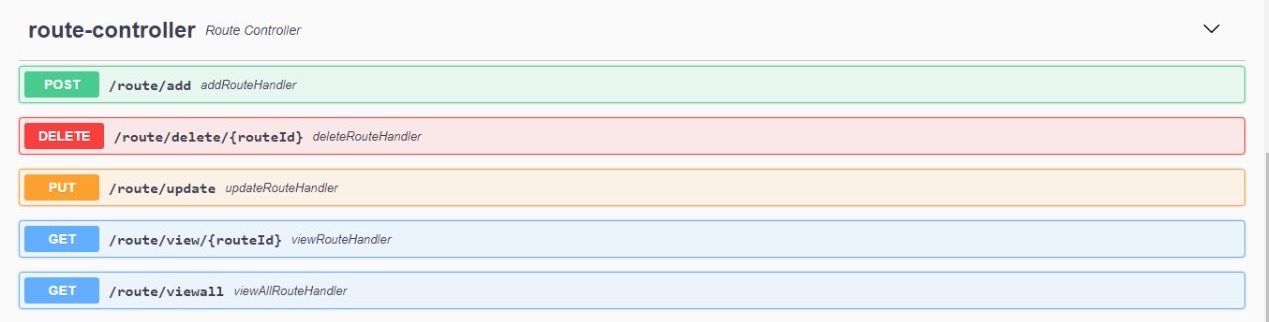 route-controller Route Controller
POST /route/add addRouteHandler
DELETE /route/delete/{routeId} deleteRouteHandler
PUT /route/update updateRouteHandler
GET /route/view/{routeId} viewRouteHandler
GET /route/viewall viewAllRouteHandler